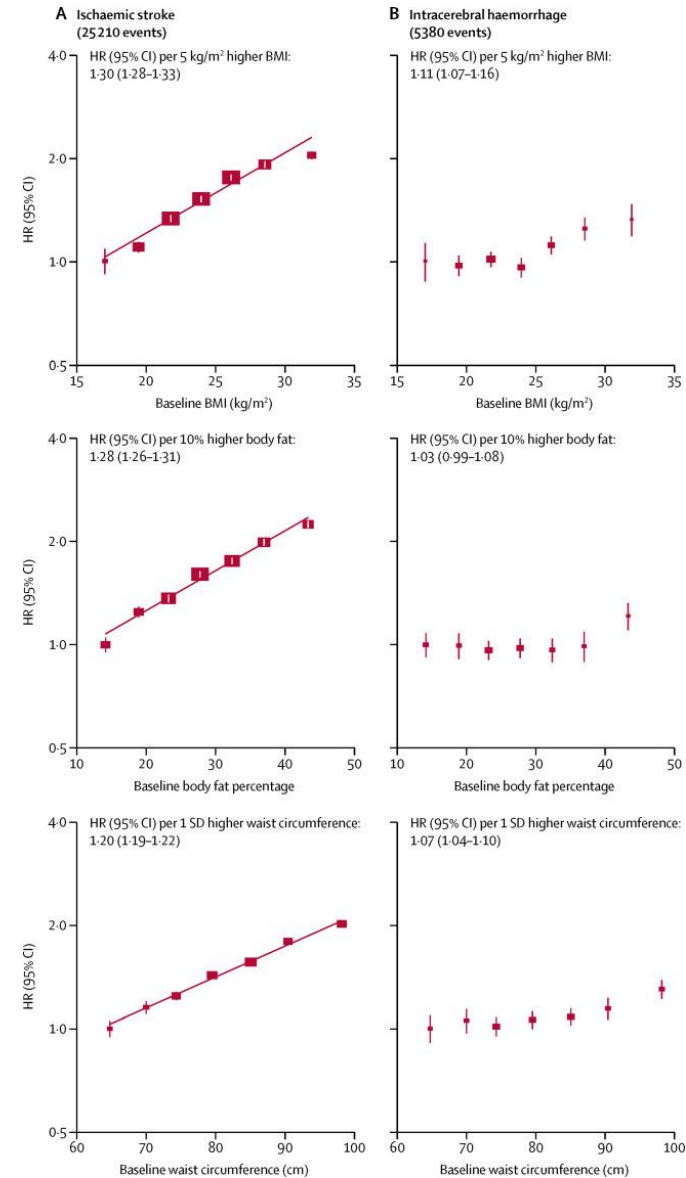 A Ischaemic stroke
(25 210 events)
B Intracerebral haemorrhage
(5380 events)
HR (95% CI) per 5 kg/m² higher BMI:
1·30 (1·28–1·33)
4·0
2·0
1·0
0·5
HR (95% CI)
15 20 25 30 35
Baseline BMI (kg/m²)
HR (95% CI) per 5 kg/m² higher BMI:
1·11 (1·07–1·16)
15 20 25 30 35
Baseline BMI (kg/m²)
HR (95% CI) per 10% higher body fat:
1·28 (1·26–1·31)
4·0
2·0
1·0
0·5
HR (95% CI)
10 20 30 40 50
Baseline body fat percentage
HR (95% CI) per 10% higher body fat:
1·03 (0·99–1·08)
10 20 30 40 50
Baseline body fat percentage
HR (95% CI) per 1 SD higher waist circumference:
1·20 (1·19–1·22)
4·0
2·0
1·0
0·5
HR (95% CI)
60 70 80 90 100
Baseline waist circumference (cm)
HR (95% CI) per 1 SD higher waist circumference:
1·07 (1·04–1·10)
60 70 80 90 100
Baseline waist circumference (cm)